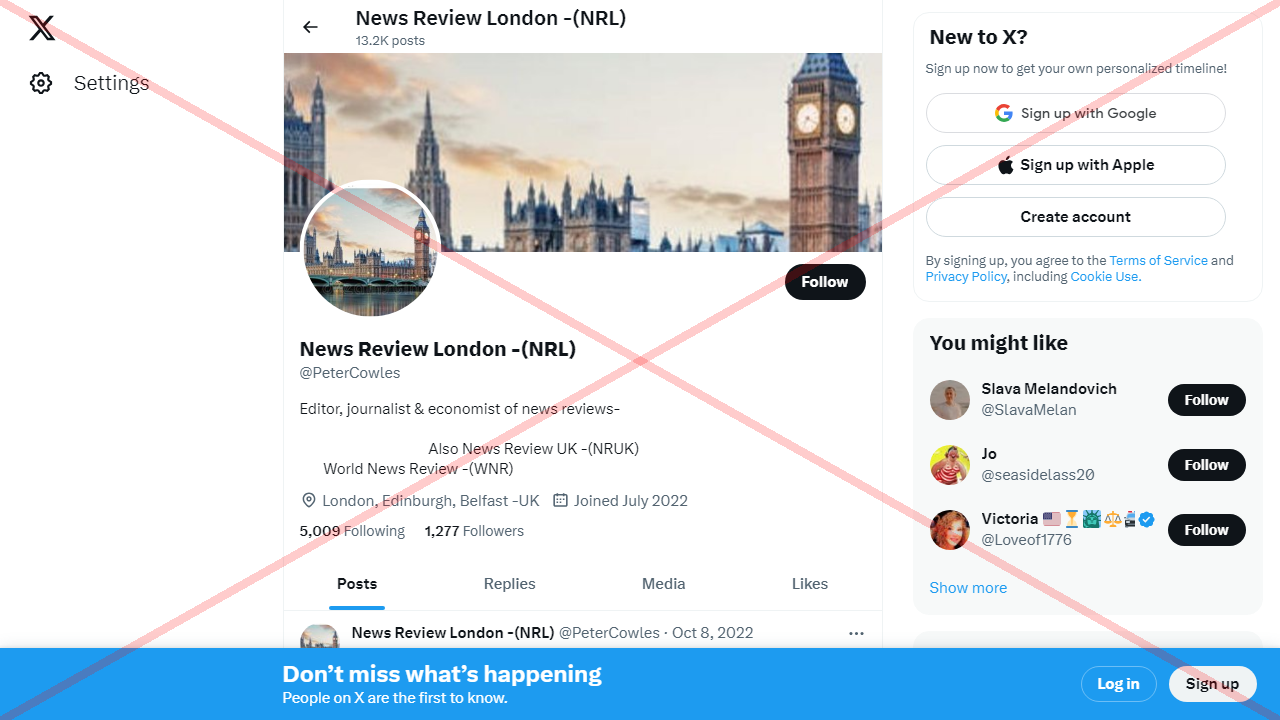 Settings
News Review London -(NRL)
13.2K posts
Follow
News Review London -(NRL)
@PeterCowles
Editor, journalist & economist of news reviews-
Also News Review UK -(NRUK)
World News Review -(WNR)
London, Edinburgh, Belfast -UK Joined July 2022
5,009 Following 1,277 Followers
Posts Replies Media Likes
News Review London -(NRL) @PeterCowles · Oct 8, 2022
New to X?
Sign up now to get your own personalized timeline!
Sign up with Google
Sign up with Apple
Create account
By signing up, you agree to the Terms of Service and
Privacy Policy, including Cookie Use.
You might like
Slava Melandovich
@SlavaMelan
Follow
Jo
@seasidelass20
Follow
Victoria 🇺🇸⏳🗽⚖️💈
@Loveof1776
Follow
Show more
Don’t miss what’s happening
People on X are the first to know.
Log in
Sign up